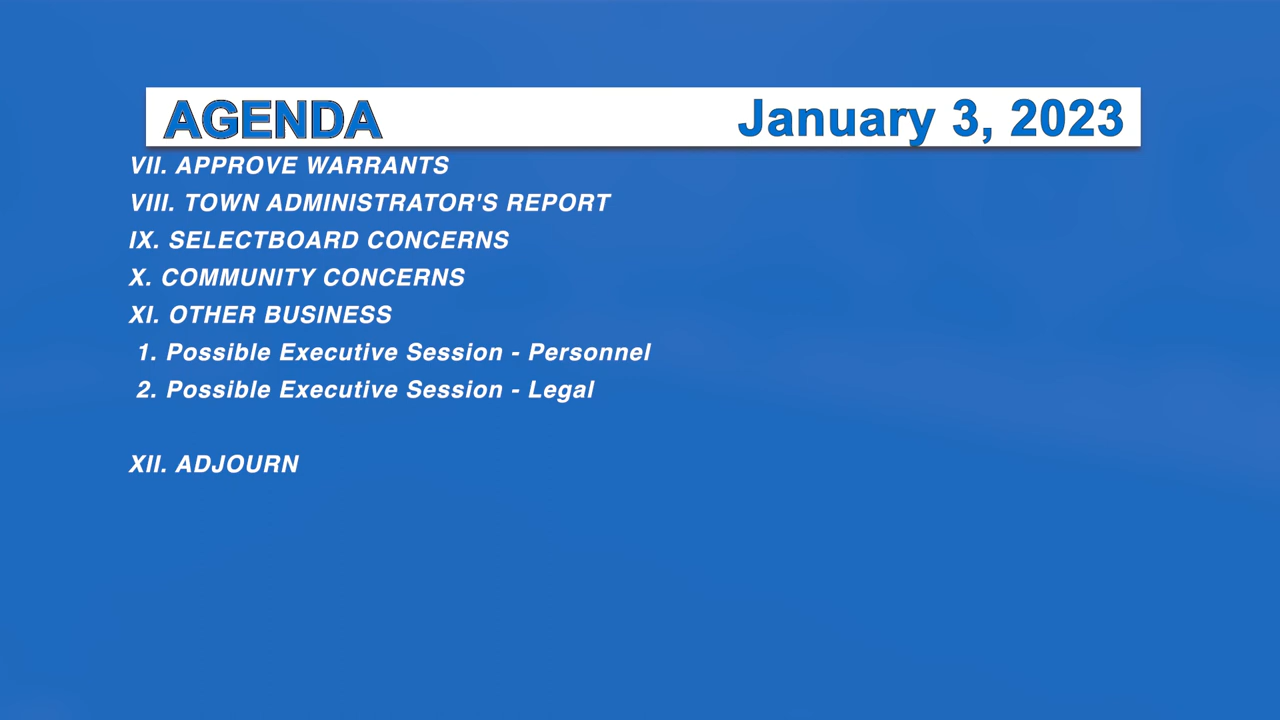 AGENDA January 3, 2023
VII. APPROVE WARRANTS
VIII. TOWN ADMINISTRATOR'S REPORT
IX. SELECTBOARD CONCERNS
X. COMMUNITY CONCERNS
XI. OTHER BUSINESS
1. Possible Executive Session - Personnel
2. Possible Executive Session - Legal
XII. ADJOURN